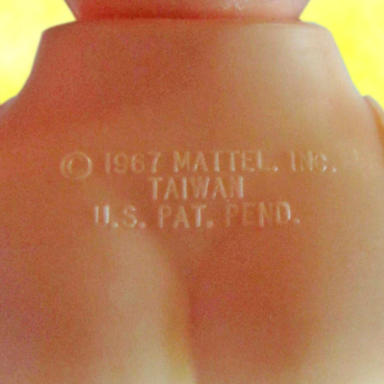 © 1967 MATTEL, INC.
TAIWAN
U.S. PAT. PEND.